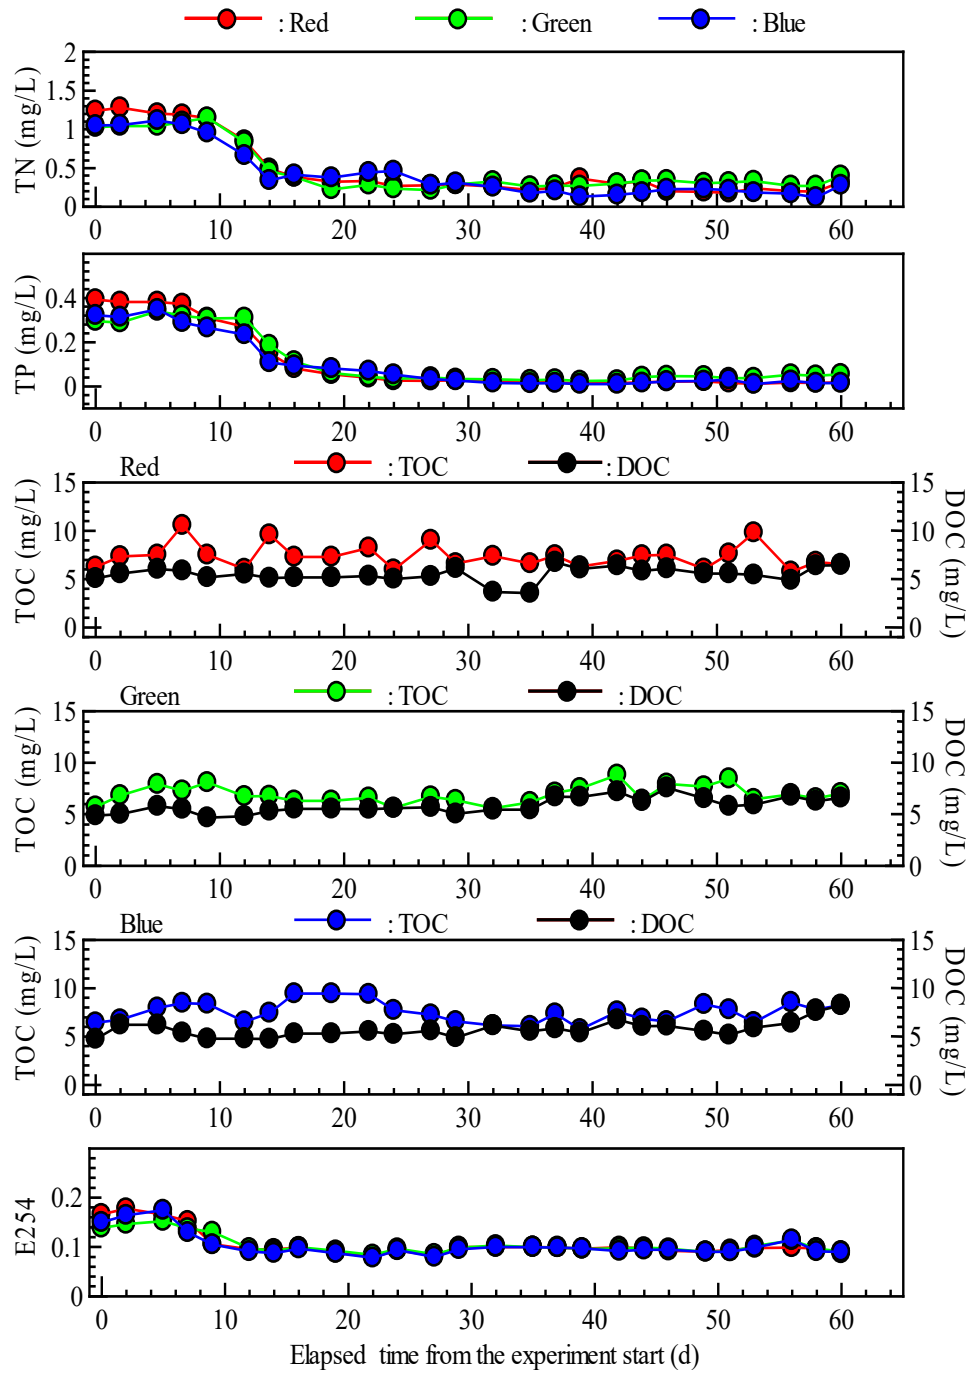 : Red : Green : Blue
TN (mg/L)
2
1.5
1
0.5
0
0 10 20 30 40 50 60
TP (mg/L)
0.4
0.2
0
0 10 20 30 40 50 60
Red : TOC : DOC
TOC (mg/L)
15 15
10 10
5 5
0 0
DOC (mg/L)
0 10 20 30 40 50 60
Green : TOC : DOC
TOC (mg/L)
15 15
10 10
5 5
0 0
DOC (mg/L)
0 10 20 30 40 50 60
Blue : TOC : DOC
TOC (mg/L)
15 15
10 10
5 5
0 0
DOC (mg/L)
0 10 20 30 40 50 60
E254
0.2
0.1
0
0 10 20 30 40 50 60
Elapsed time from the experiment start (d)